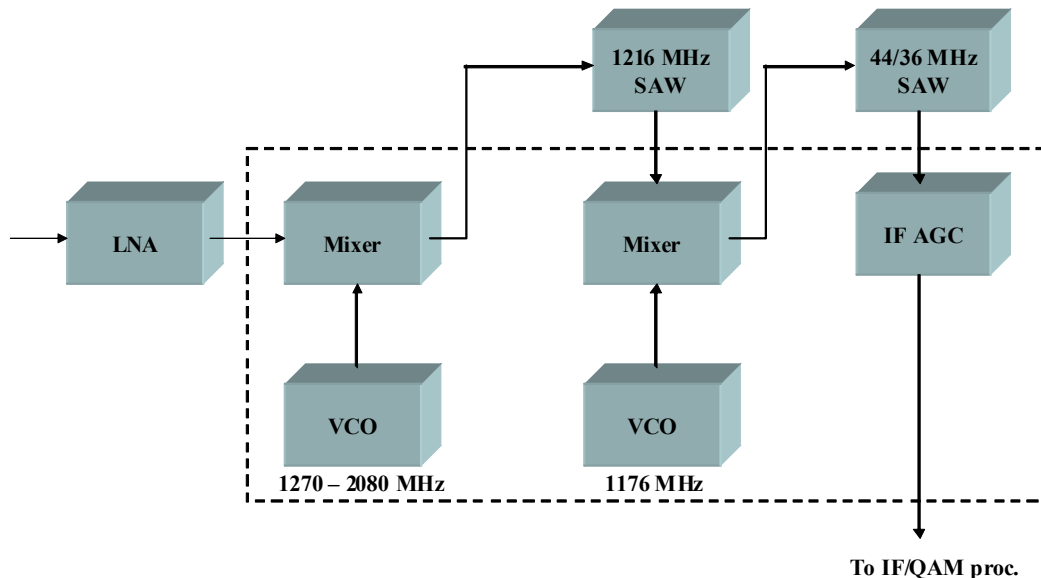 1216 MHz
SAW
44/36 MHz
SAW
LNA
Mixer
Mixer
IF AGC
VCO
VCO
1270 – 2080 MHz
1176 MHz
To IF/QAM proc.